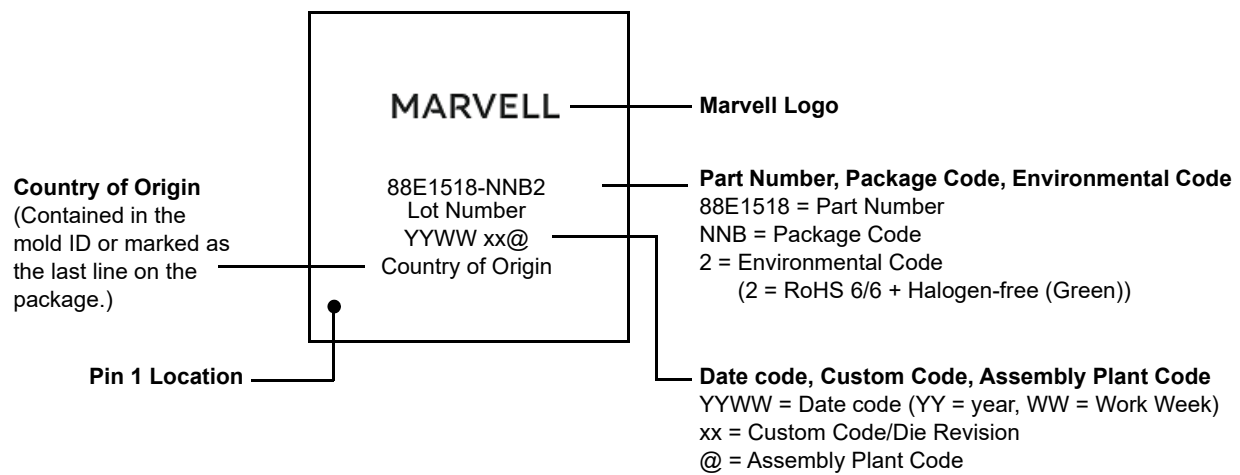 MARVELL
Marvell Logo
Country of Origin
(Contained in the
mold ID or marked as
the last line on the
package.)
88E1518-NNB2
Lot Number
YYWW xx@
Country of Origin
Part Number, Package Code, Environmental Code
88E1518 = Part Number
NNB = Package Code
2 = Environmental Code
(2 = RoHS 6/6 + Halogen-free (Green))
Pin 1 Location
Date code, Custom Code, Assembly Plant Code
YYWW = Date code (YY = year, WW = Work Week)
xx = Custom Code/Die Revision
@ = Assembly Plant Code